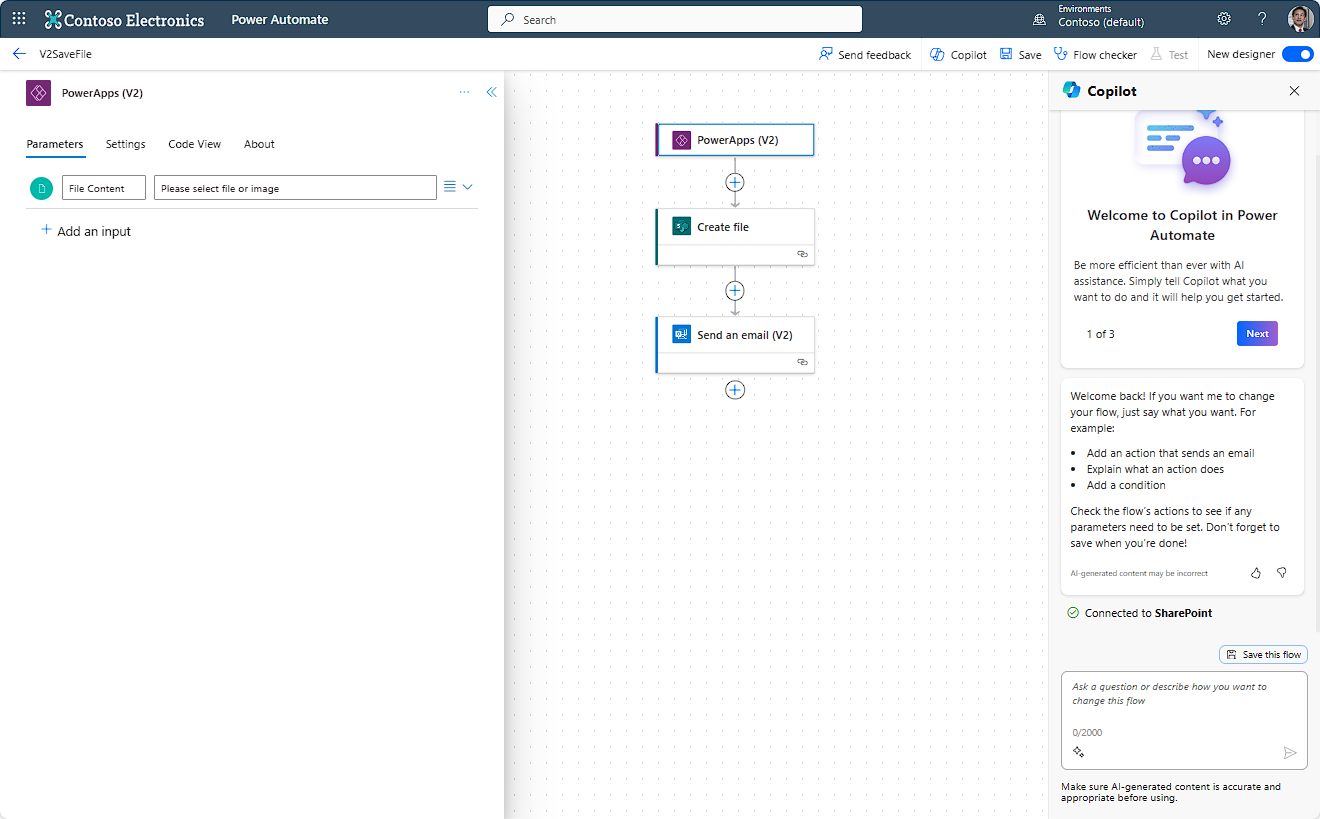 Contoso Electronics
Power Automate
Search
Environments
Contoso (default)
?
V2SaveFile
Send feedback
Copilot
Save
Flow checker
Test
New designer
PowerApps (V2)
Parameters
Settings
Code View
About
File Content
Please select file or image
Add an input
PowerApps (V2)
Create file
Send an email (V2)
Copilot
Welcome to Copilot in Power
Automate
Be more efficient than ever with AI
assistance. Simply tell Copilot what you
want to do and it will help you get started.
1 of 3
Next
Welcome back! If you want me to change
your flow, just say what you want. For
example:
• Add an action that sends an email
• Explain what an action does
• Add a condition
Check the flow's actions to see if any
parameters need to be set. Don't forget to
save when you're done!
AI-generated content may be incorrect
Connected to SharePoint
Save this flow
Ask a question or describe how you want to
change this flow
0/2000
Make sure AI-generated content is accurate and
appropriate before using.